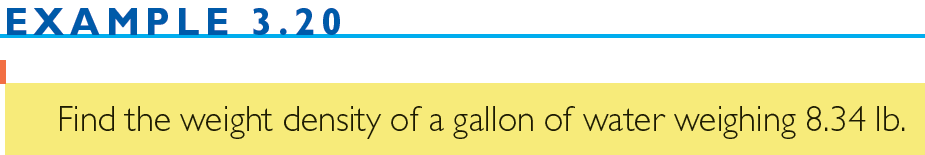 EXAMPLE 3.20
Find the weight density of a gallon of water weighing 8.34 lb.